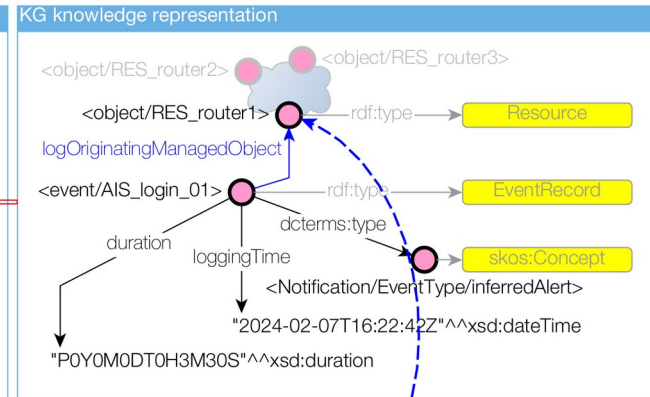 KG knowledge representation
<object/RES_router2>
<object/RES_router3>
<object/RES_router1>
rdf:type
Resource
logOriginatingManagedObject
<event/AIS_login_01>
rdf:type
EventRecord
dcterms:type
duration
loggingTime
skos:Concept
<Notification/EventType/inferredAlert>
"2024-02-07T16:22:42Z"^^xsd:dateTime
"P0Y0M0DT0H3M30S"^^xsd:duration